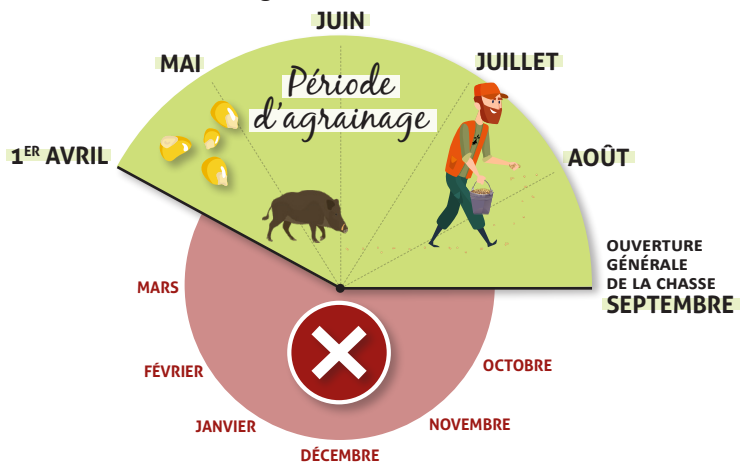 JUIN
MAI
JUILLET
Période
d'agrainage
1ER AVRIL
AOÛT
OUVERTURE
GÉNÉRALE
DE LA CHASSE
SEPTEMBRE
MARS
OCTOBRE
FÉVRIER
NOVEMBRE
JANVIER
DÉCEMBRE